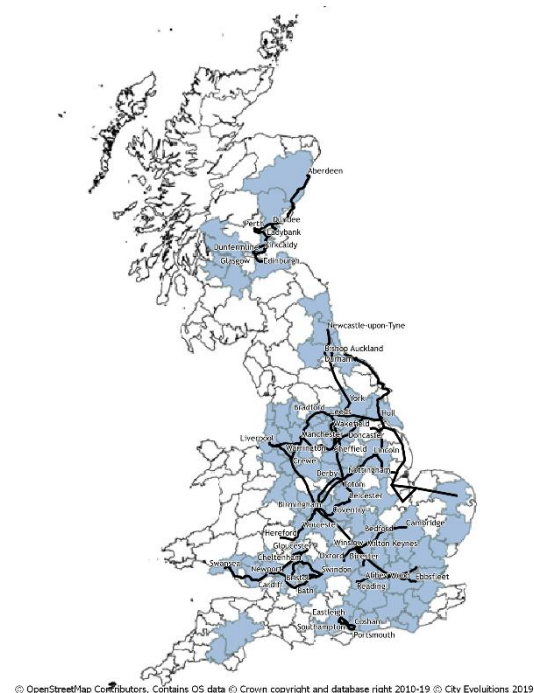 Aberdeen
Perth
Dundee
Ladybank
Dunfermline
Kirkcaldy
Glasgow
Edinburgh
Newcastle-upon-Tyne
Bishop Auckland
Durham
York
Bradford
Leeds
Hull
Wakefield
Liverpool
Manchester
Doncaster
Warrington
Sheffield
Lincoln
Crewe
Derby
Nottingham
Toton
Leicester
Birmingham
Coventry
Worcester
Bedford
Cambridge
Hereford
Winslow
Milton Keynes
Gloucester
Cheltenham
Oxford
Bicester
Swansea
Newport
Swindon
Abbey Wood
Ebbsfleet
Cardiff
Bristol
Reading
Bath
Eastleigh
Cosham
Southampton
Portsmouth
© OpenStreetMap Contributors, Contains OS data © Crown copyright and database right 2010-19 © City Evoluitions 2019